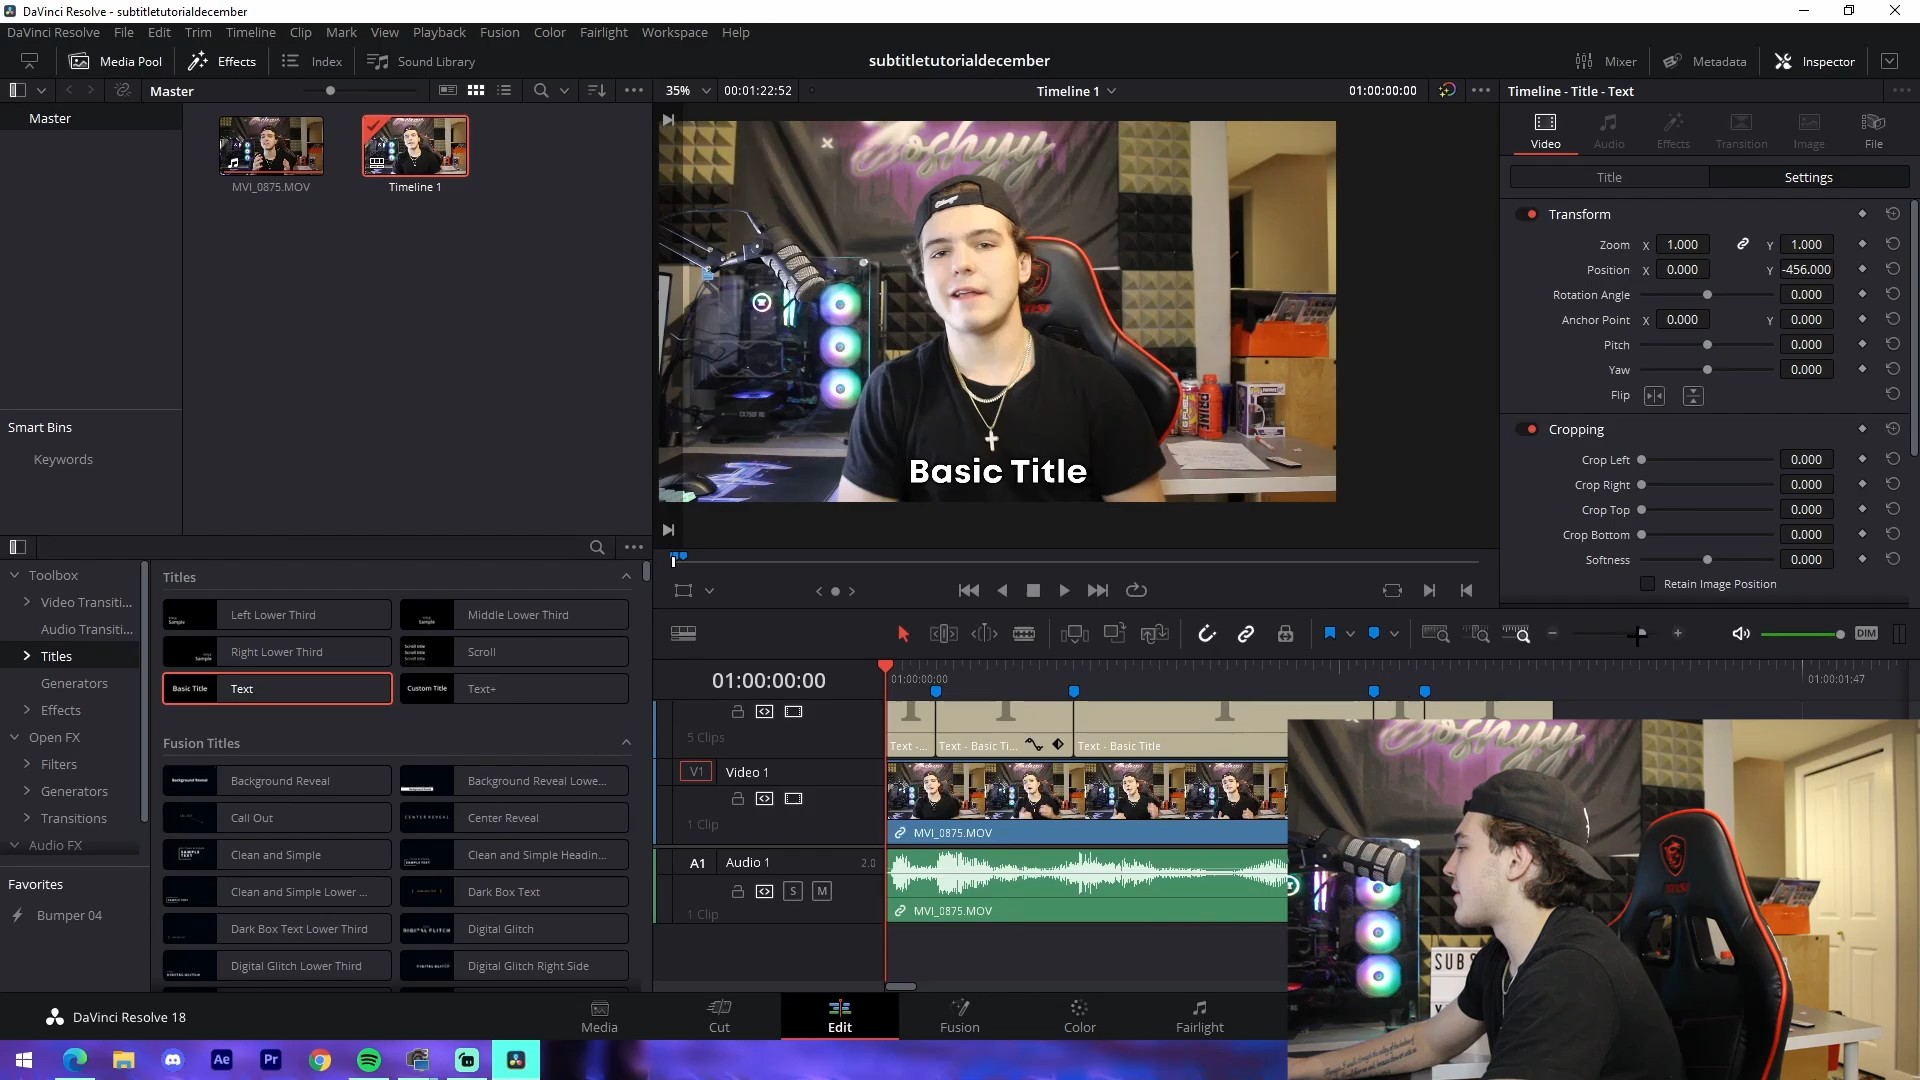 DaVinci Resolve - subtitletutorialdecember
DaVinci Resolve File Edit Trim Timeline Clip Mark View Playback Fusion Color Fairlight Workspace Help
Media Pool Effects Index Sound Library subtitletutorialdecember Mixer Metadata Inspector
Master 35% 00:01:22:52 Timeline 1 01:00:00:00 Timeline - Title - Text
Master
MVI_0875.MOV Timeline 1
Smart Bins
Keywords
Joshyy
Basic Title
Video Audio Effects Transition Image File
Title Settings
Transform
Zoom X 1.000 Y 1.000
Position X 0.000 Y -456.000
Rotation Angle 0.000
Anchor Point X 0.000 Y 0.000
Pitch 0.000
Yaw 0.000
Flip
Cropping
Crop Left 0.000
Crop Right 0.000
Crop Top 0.000
Crop Bottom 0.000
Softness 0.000
Retain Image Position
Toolbox
Video Transiti...
Audio Transiti...
Titles
Generators
Effects
Open FX
Filters
Generators
Transitions
Audio FX
Favorites
Bumper 04
Titles
Left Lower Third Middle Lower Third
Right Lower Third Scroll
Basic Title Text Custom Title Text+
Fusion Titles
Background Reveal Background Reveal Lowe...
Call Out Center Reveal
Clean and Simple Clean and Simple Headin...
Clean and Simple Lower ... Dark Box Text
Dark Box Text Lower Third Digital Glitch
Digital Glitch Lower Third Digital Glitch Right Side
DIM
01:00:00:00 01:00:00:00 01:00:01:47
5 Clips
Text -... Text - Basic Ti... Text - Basic Title
V1 Video 1
1 Clip
MVI_0875.MOV
A1 Audio 1 2.0
S M
1 Clip
MVI_0875.MOV
Joshyy
SUB S
DaVinci Resolve 18
Media Cut Edit Fusion Color Fairlight
Ae Pr